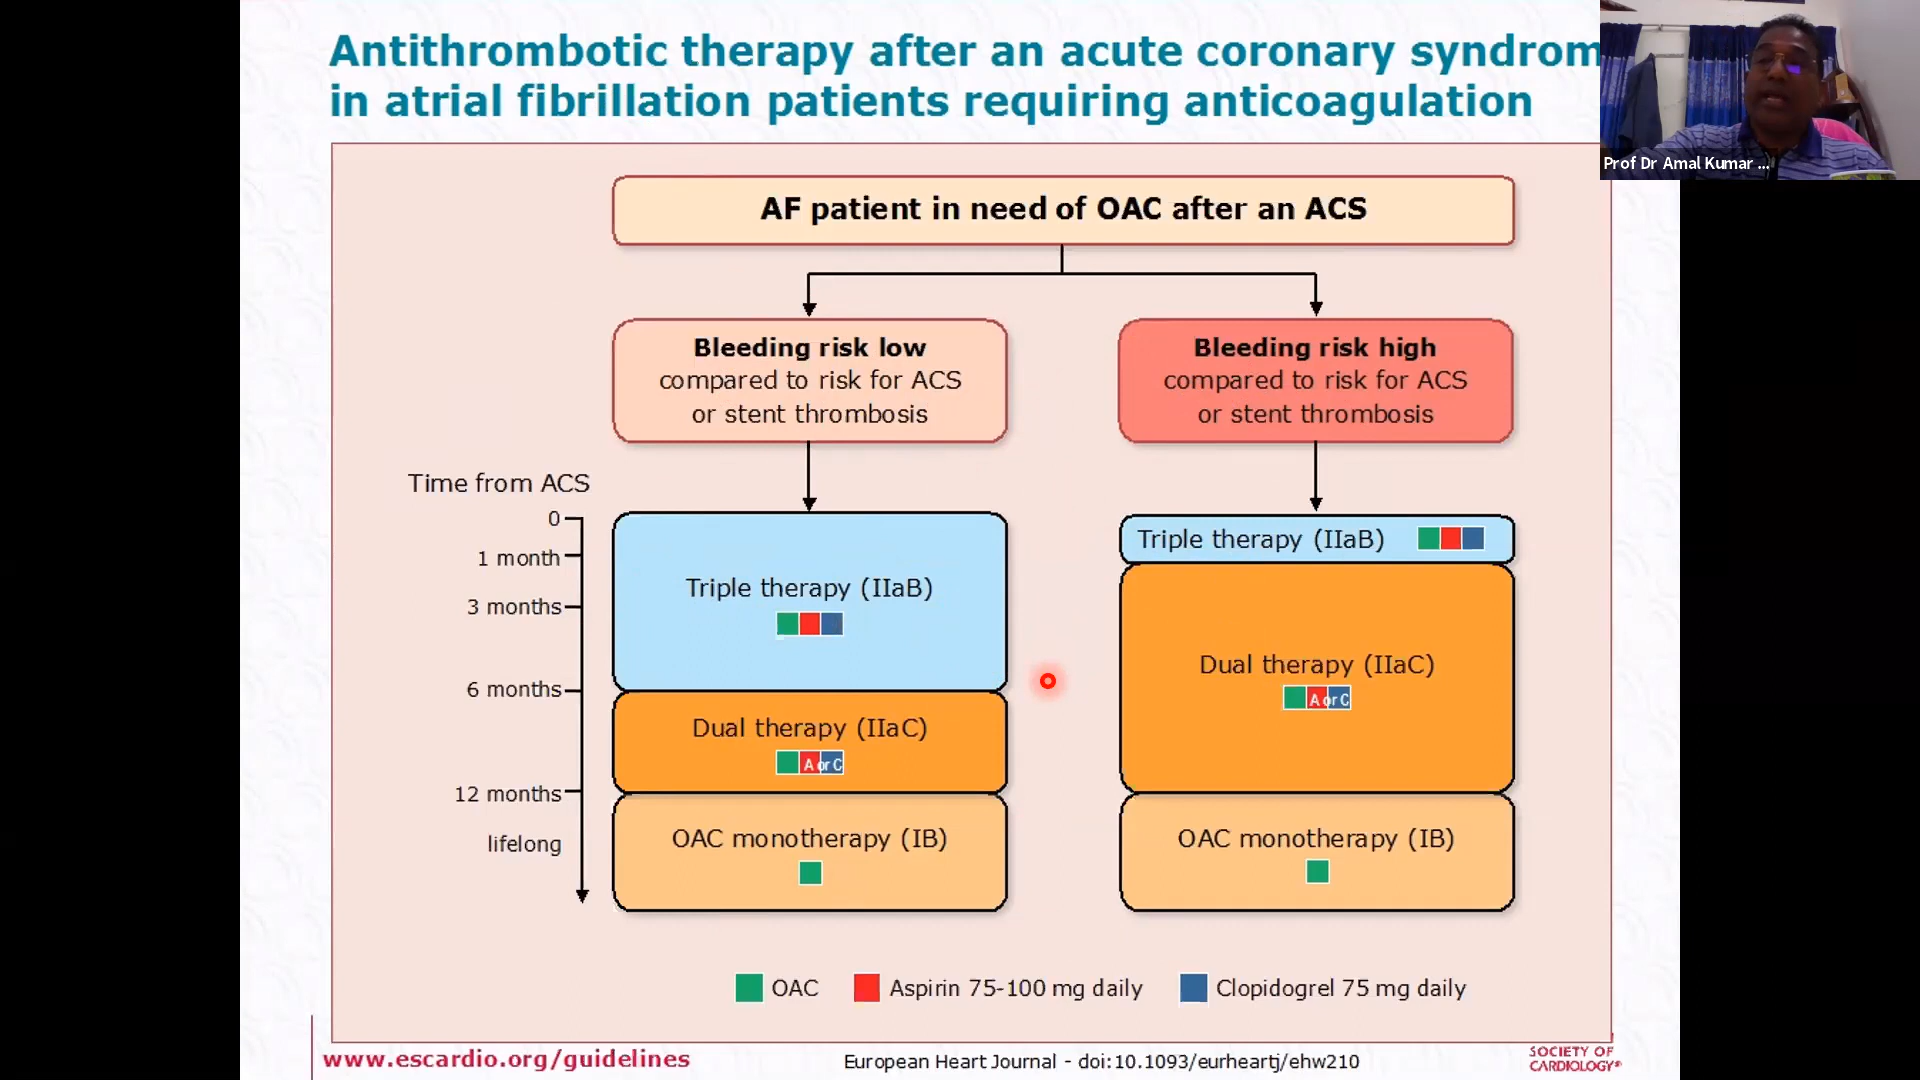 Antithrombotic therapy after an acute coronary syndrom
in atrial fibrillation patients requiring anticoagulation
Prof Dr Amal Kumar ...
AF patient in need of OAC after an ACS
Bleeding risk low
compared to risk for ACS
or stent thrombosis
Bleeding risk high
compared to risk for ACS
or stent thrombosis
Time from ACS
0
1 month
3 months
6 months
12 months
lifelong
Triple therapy (IIaB)
Dual therapy (IIaC)
A or C
OAC monotherapy (IB)
Triple therapy (IIaB)
Dual therapy (IIaC)
A or C
OAC monotherapy (IB)
OAC
Aspirin 75-100 mg daily
Clopidogrel 75 mg daily
www.escardio.org/guidelines
European Heart Journal - doi:10.1093/eurheartj/ehw210
SOCIETY OF
CARDIOLOGY®